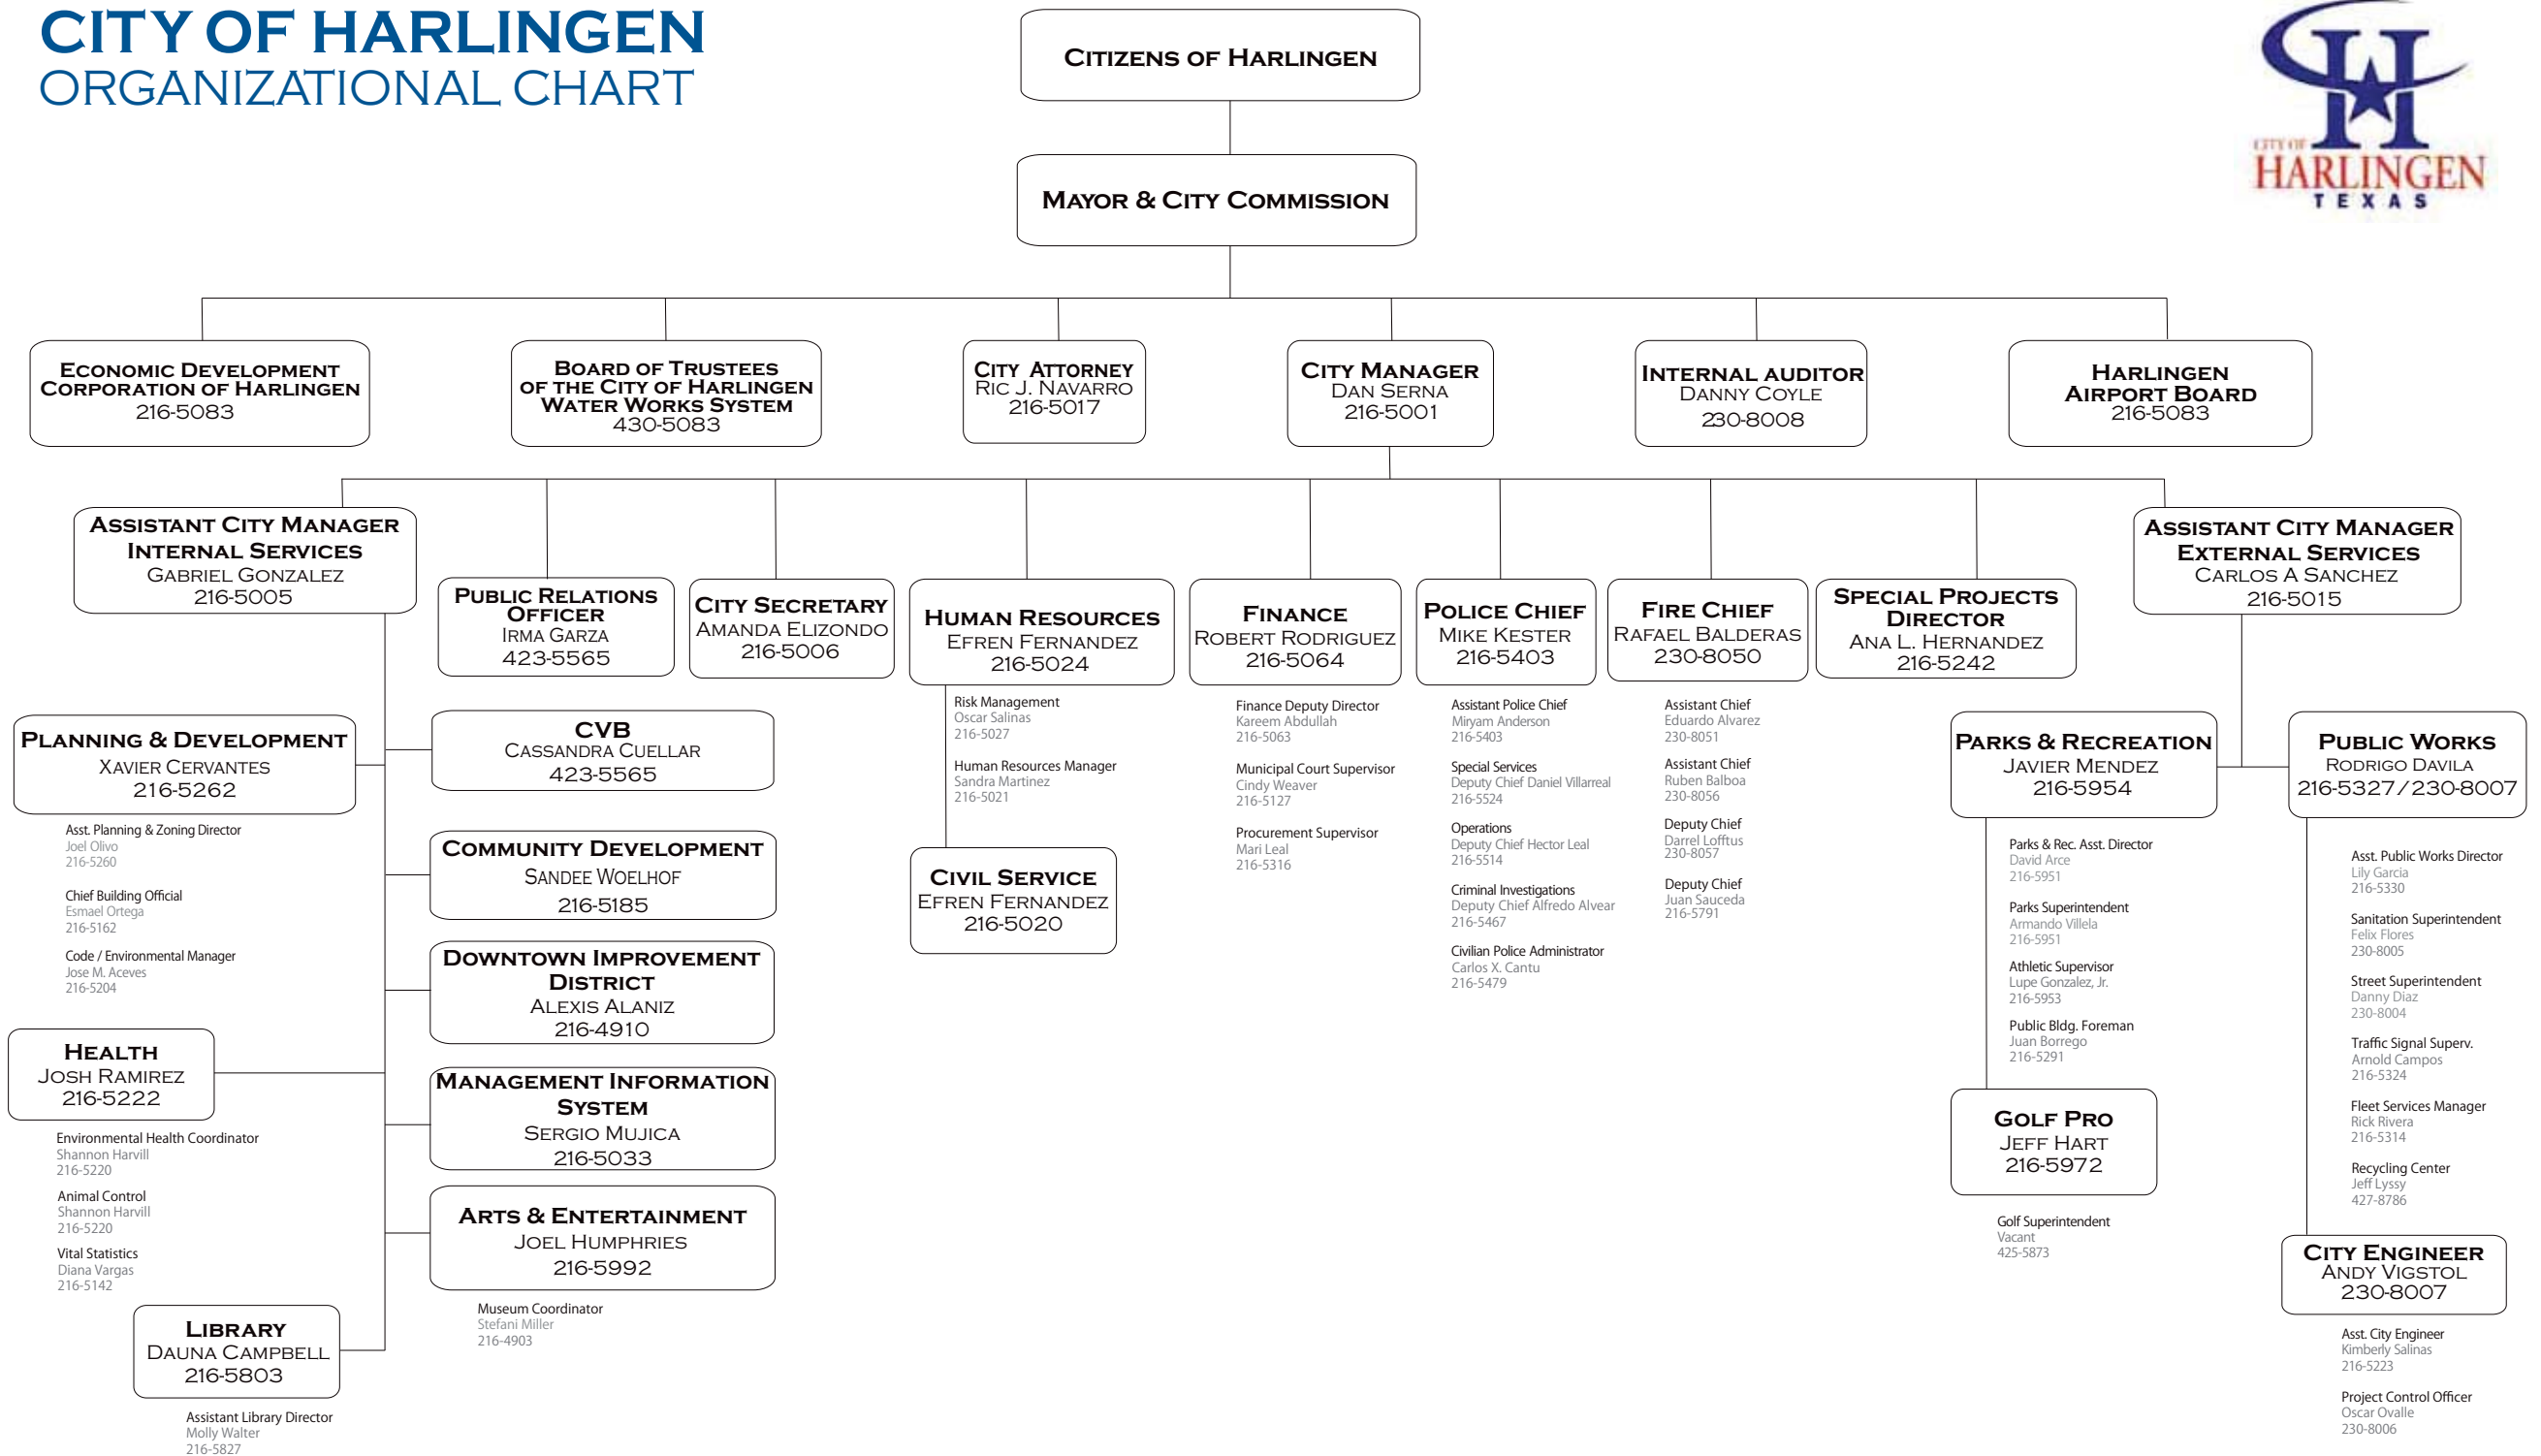 CITY OF HARLINGEN
ORGANIZATIONAL CHART
CITY OF
HARLINGEN
TEXAS
CITIZENS OF HARLINGEN
MAYOR & CITY COMMISSION
ECONOMIC DEVELOPMENT
CORPORATION OF HARLINGEN
216-5083
BOARD OF TRUSTEES
OF THE CITY OF HARLINGEN
WATER WORKS SYSTEM
430-5083
CITY ATTORNEY
RIC J. NAVARRO
216-5017
CITY MANAGER
DAN SERNA
216-5001
INTERNAL AUDITOR
DANNY COYLE
230-8008
HARLINGEN
AIRPORT BOARD
216-5083
ASSISTANT CITY MANAGER
INTERNAL SERVICES
GABRIEL GONZALEZ
216-5005
PUBLIC RELATIONS
OFFICER
IRMA GARZA
423-5565
CITY SECRETARY
AMANDA ELIZONDO
216-5006
HUMAN RESOURCES
EFREN FERNANDEZ
216-5024
FINANCE
ROBERT RODRIGUEZ
216-5064
POLICE CHIEF
MIKE KESTER
216-5403
FIRE CHIEF
RAFAEL BALDERAS
230-8050
SPECIAL PROJECTS
DIRECTOR
ANA L. HERNANDEZ
216-5242
ASSISTANT CITY MANAGER
EXTERNAL SERVICES
CARLOS A SANCHEZ
216-5015
PLANNING & DEVELOPMENT
XAVIER CERVANTES
216-5262
Asst. Planning & Zoning Director
Joel Olivo
216-5260
Chief Building Official
Esmael Ortega
216-5162
Code / Environmental Manager
Jose M. Aceves
216-5204
HEALTH
JOSH RAMIREZ
216-5222
Environmental Health Coordinator
Shannon Harvill
216-5220
Animal Control
Shannon Harvill
216-5220
Vital Statistics
Diana Vargas
216-5142
LIBRARY
DAUNA CAMPBELL
216-5803
Assistant Library Director
Molly Walter
216-5827
CVB
CASSANDRA CUELLAR
423-5565
COMMUNITY DEVELOPMENT
SANDEE WOELHOF
216-5185
DOWNTOWN IMPROVEMENT
DISTRICT
ALEXIS ALANIZ
216-4910
MANAGEMENT INFORMATION
SYSTEM
SERGIO MUJICA
216-5033
ARTS & ENTERTAINMENT
JOEL HUMPHRIES
216-5992
Museum Coordinator
Stefani Miller
216-4903
Risk Management
Oscar Salinas
216-5027
Human Resources Manager
Sandra Martinez
216-5021
CIVIL SERVICE
EFREN FERNANDEZ
216-5020
Finance Deputy Director
Kareem Abdullah
216-5063
Municipal Court Supervisor
Cindy Weaver
216-5127
Procurement Supervisor
Mari Leal
216-5316
Assistant Police Chief
Miryam Anderson
216-5403
Special Services
Deputy Chief Daniel Villarreal
216-5524
Operations
Deputy Chief Hector Leal
216-5514
Criminal Investigations
Deputy Chief Alfredo Alvear
216-5467
Civilian Police Administrator
Carlos X. Cantu
216-5479
Assistant Chief
Eduardo Alvarez
230-8051
Assistant Chief
Ruben Balboa
230-8056
Deputy Chief
Darrel Lofftus
230-8057
Deputy Chief
Juan Sauceda
216-5791
PARKS & RECREATION
JAVIER MENDEZ
216-5954
Parks & Rec. Asst. Director
David Arce
216-5951
Parks Superintendent
Armando Villela
216-5951
Athletic Supervisor
Lupe Gonzalez, Jr.
216-5953
Public Bldg. Foreman
Juan Borrego
216-5291
GOLF PRO
JEFF HART
216-5972
Golf Superintendent
Vacant
425-5873
PUBLIC WORKS
RODRIGO DAVILA
216-5327/230-8007
Asst. Public Works Director
Lily Garcia
216-5330
Sanitation Superintendent
Felix Flores
230-8005
Street Superintendent
Danny Diaz
230-8004
Traffic Signal Superv.
Arnold Campos
216-5324
Fleet Services Manager
Rick Rivera
216-5314
Recycling Center
Jeff Lyssy
427-8786
CITY ENGINEER
ANDY VIGSTOL
230-8007
Asst. City Engineer
Kimberly Salinas
216-5223
Project Control Officer
Oscar Ovalle
230-8006